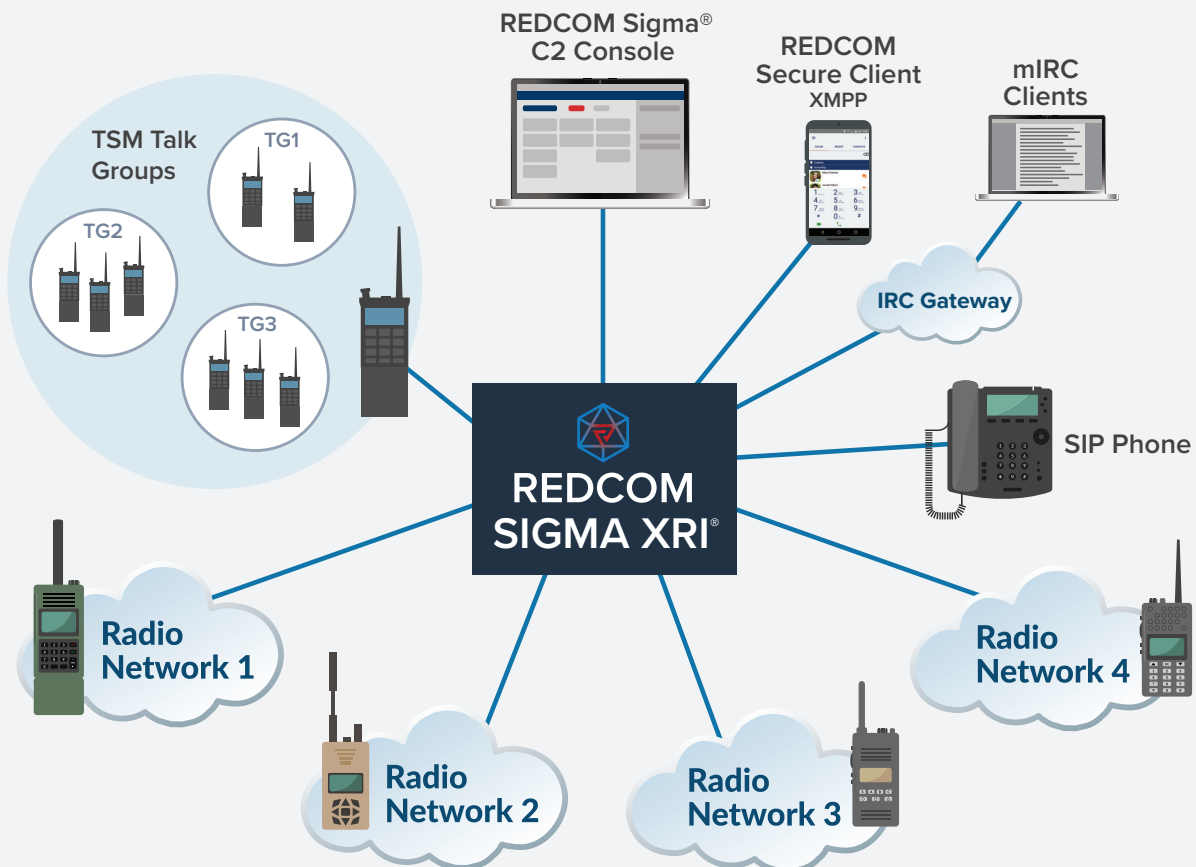 REDCOM Sigma®
C2 Console
REDCOM
Secure Client
XMPP
mIRC
Clients
TSM Talk
Groups
TG1
TG2
TG3
IRC Gateway
SIP Phone
REDCOM
SIGMA XRI®
Radio
Network 1
Radio
Network 2
Radio
Network 3
Radio
Network 4